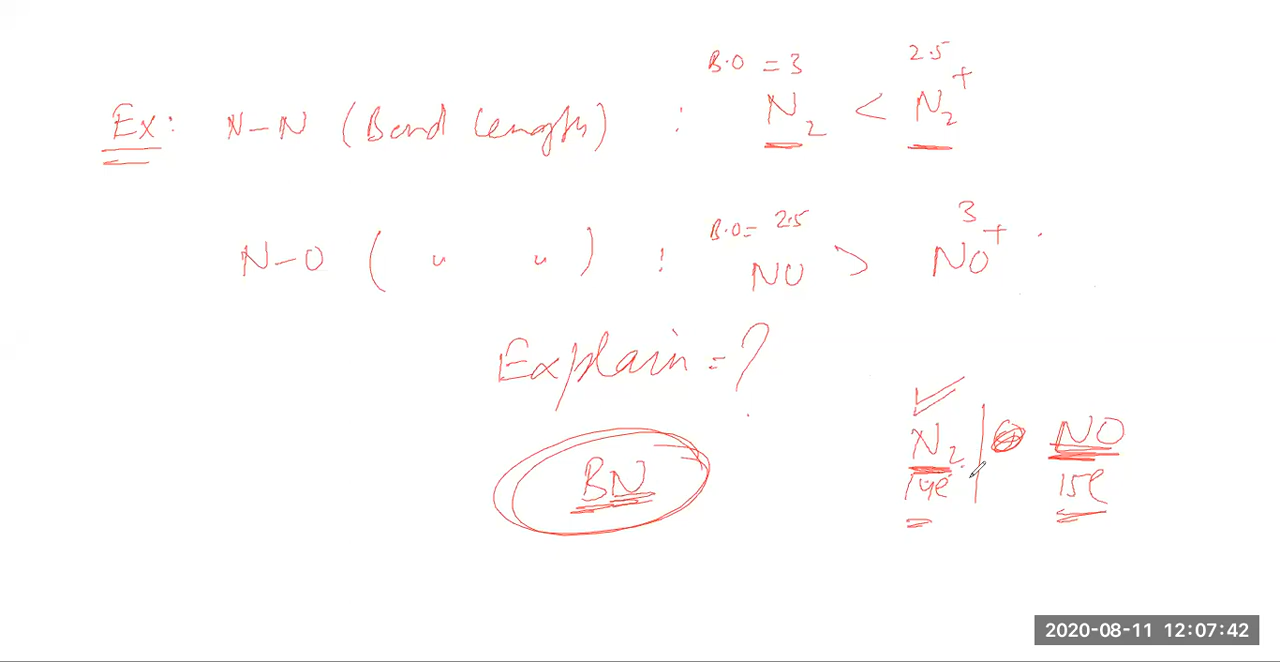 B.O = 3 2.5
Ex: N-N (Bond length) : N₂ < N₂⁺
B.O = 2.5 3
N-O ( " " ) : NO > NO⁺.
Explain = ?
BN
N₂ | NO
14e 15e
2020-08-11 12:07:42